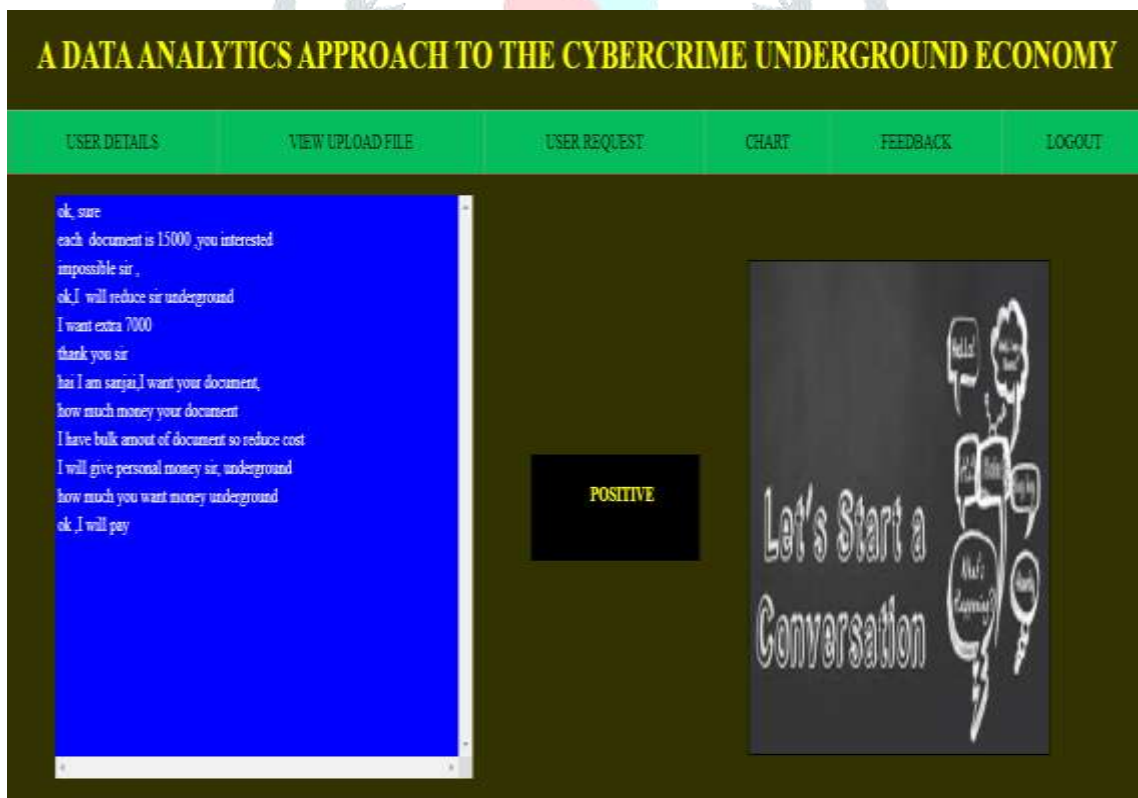 A DATA ANALYTICS APPROACH TO THE CYBERCRIME UNDERGROUND ECONOMY
USER DETAILS VIEW UPLOAD FILE USER REQUEST CHART FEEDBACK LOGOUT
ok, sure
each document is 15000 ,you interested
impossible sir ,
ok,I will reduce sir underground
I want extra 7000
thank you sir
hai I am sanjai,I want your document,
how much money your document
I have bulk amout of document so reduce cost
I will give personal money sir, underground
how much you want money underground
ok ,I will pay
POSITIVE
Hello!
What's Happening?
Let's Start a
Conversation